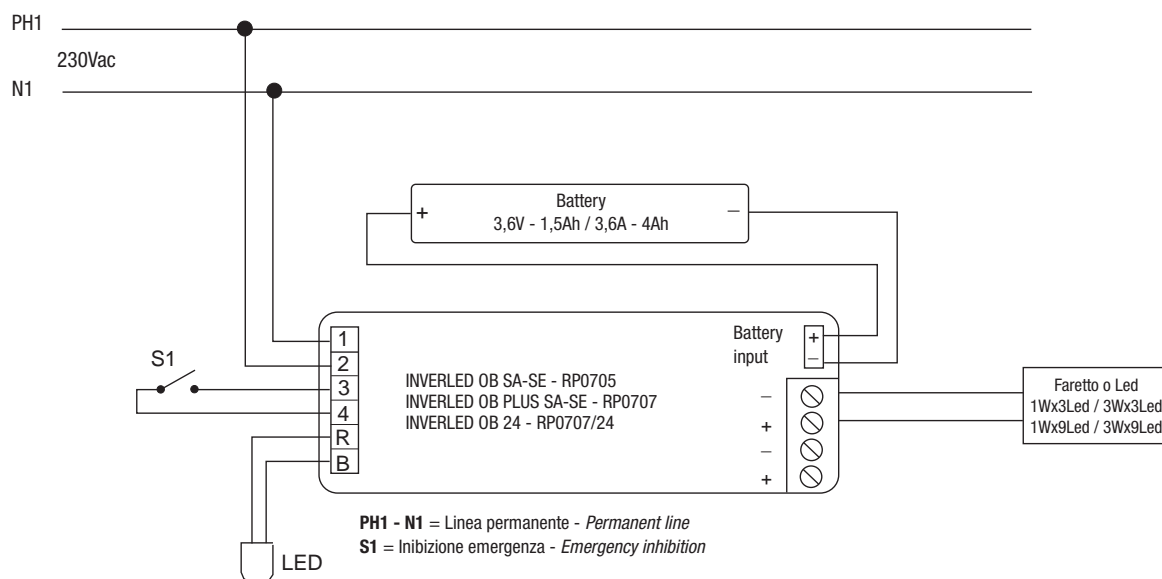 PH1
230Vac
N1
Battery
+ –
3,6V - 1,5Ah / 3,6A - 4Ah
S1
1
2
3
4
R
B
INVERLED OB SA-SE - RP0705
INVERLED OB PLUS SA-SE - RP0707
INVERLED OB 24 - RP0707/24
Battery
input
+
–
–
+
–
+
Faretto o Led
1Wx3Led / 3Wx3Led
1Wx9Led / 3Wx9Led
LED
PH1 - N1 = Linea permanente - Permanent line
S1 = Inibizione emergenza - Emergency inhibition